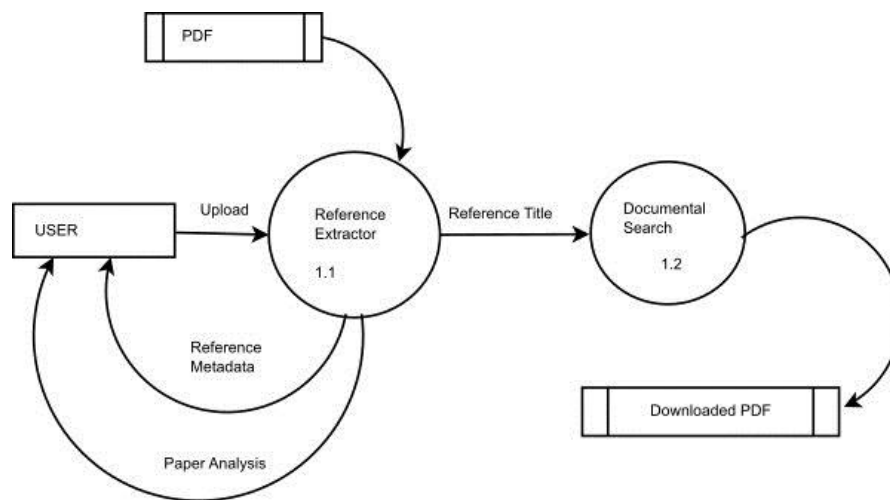 PDF
Upload
USER
Reference
Extractor
1.1
Reference Title
Documental
Search
1.2
Reference
Metadata
Paper Analysis
Downloaded PDF